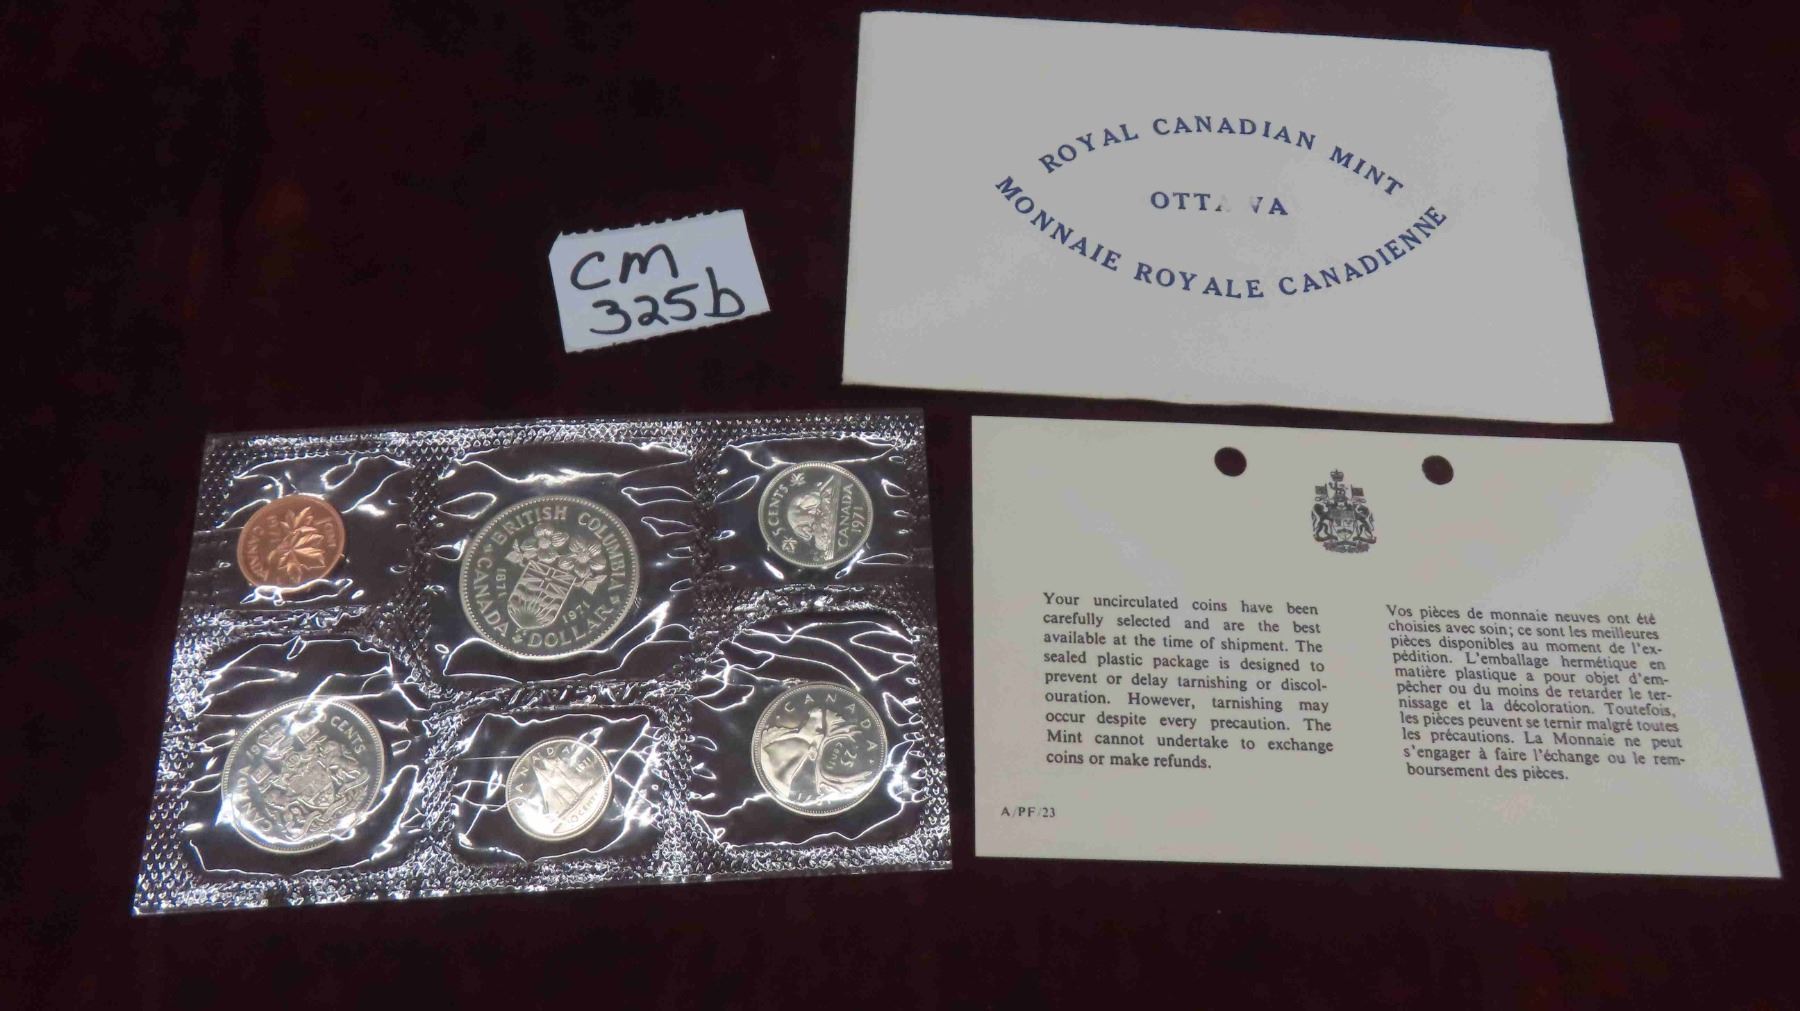 ROYAL CANADIAN MINT
OTTAWA
MONNAIE ROYALE CANADIENNE
CM
325b
BRITISH COLUMBIA
1871
1971
CANADA DOLLAR
5 CENTS
CANADA
1971
CENTS
CANADA
CANADA
1971
CANADA
25
CENTS
Your uncirculated coins have been
carefully selected and are the best
available at the time of shipment. The
sealed plastic package is designed to
prevent or delay tarnishing or discol-
ouration. However, tarnishing may
occur despite every precaution. The
Mint cannot undertake to exchange
coins or make refunds.
Vos pièces de monnaie neuves ont été
choisies avec soin; ce sont les meilleures
pièces disponibles au moment de l'ex-
pédition. L'emballage hermétique en
matière plastique a pour objet d'em-
pêcher ou du moins de retarder le ter-
nissage et la décoloration. Toutefois,
les pièces peuvent se ternir malgré toutes
les précautions. La Monnaie ne peut
s'engager à faire l'échange ou le rem-
boursement des pièces.
A/PF/23